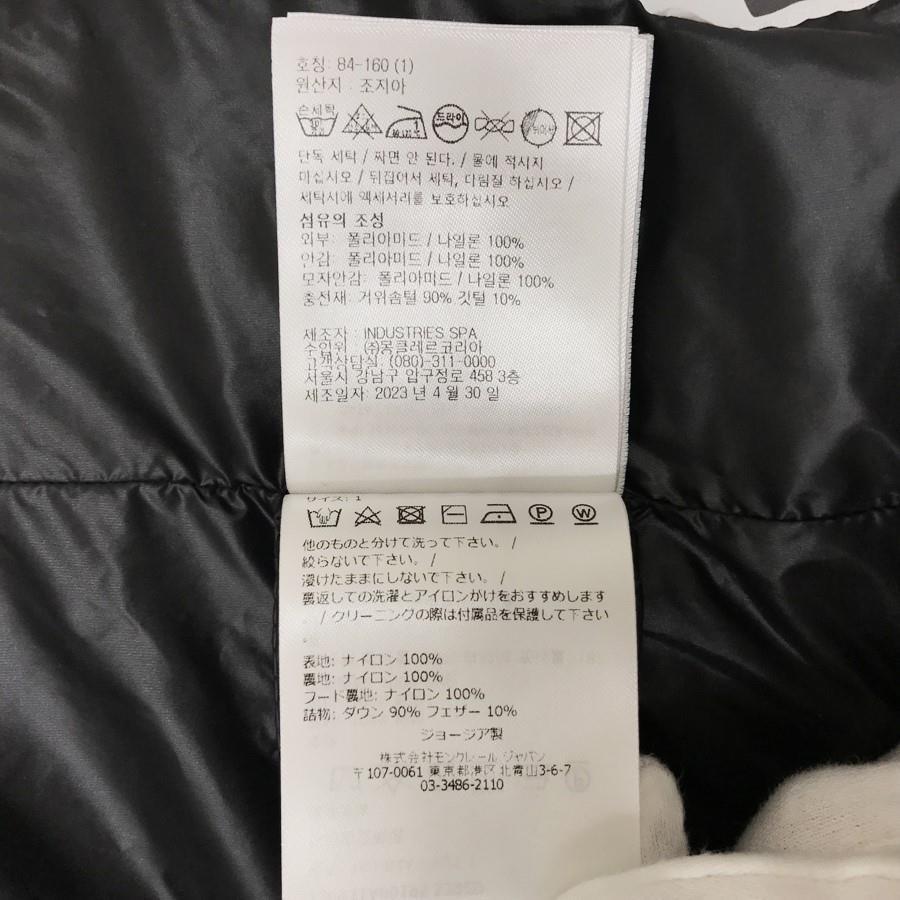 호칭: 84-160 (1)
원산지 : 조지아
손세탁
드라이
단독 세탁 / 짜면 안 된다. / 물에 적시지
마십시오 / 뒤집어서 세탁, 다림질 하십시오 /
세탁시에 액세서리를 보호하십시오
섬유의 조성
외부: 폴리아미드 / 나일론 100%
안감: 폴리아미드 / 나일론 100%
모자안감: 폴리아미드 / 나일론 100%
충전재: 거위솜털 90% 깃털 10%
제조자 : INDUSTRIES SPA
수입원 : ㈜몽클레르코리아
고객상담실: (080)-311-0000
서울시 강남구 압구정로 458 3층
제조일자: 2023 년 4 월 30 일
サイズ: 1
他のものと分けて洗って下さい。 /
絞らないで下さい。 /
浸けたままにしないで下さい。 /
裏返しての洗濯とアイロンかけをおすすめします
/ クリーニングの際は付属品を保護して下さい
。
表地: ナイロン 100%
裏地: ナイロン 100%
フード裏地: ナイロン 100%
詰物: ダウン 90% フェザー 10%
ジョージア製
株式会社モンクレール ジャパン
〒107-0061 東京都港区 北青山3-6-7
03-3486-2110